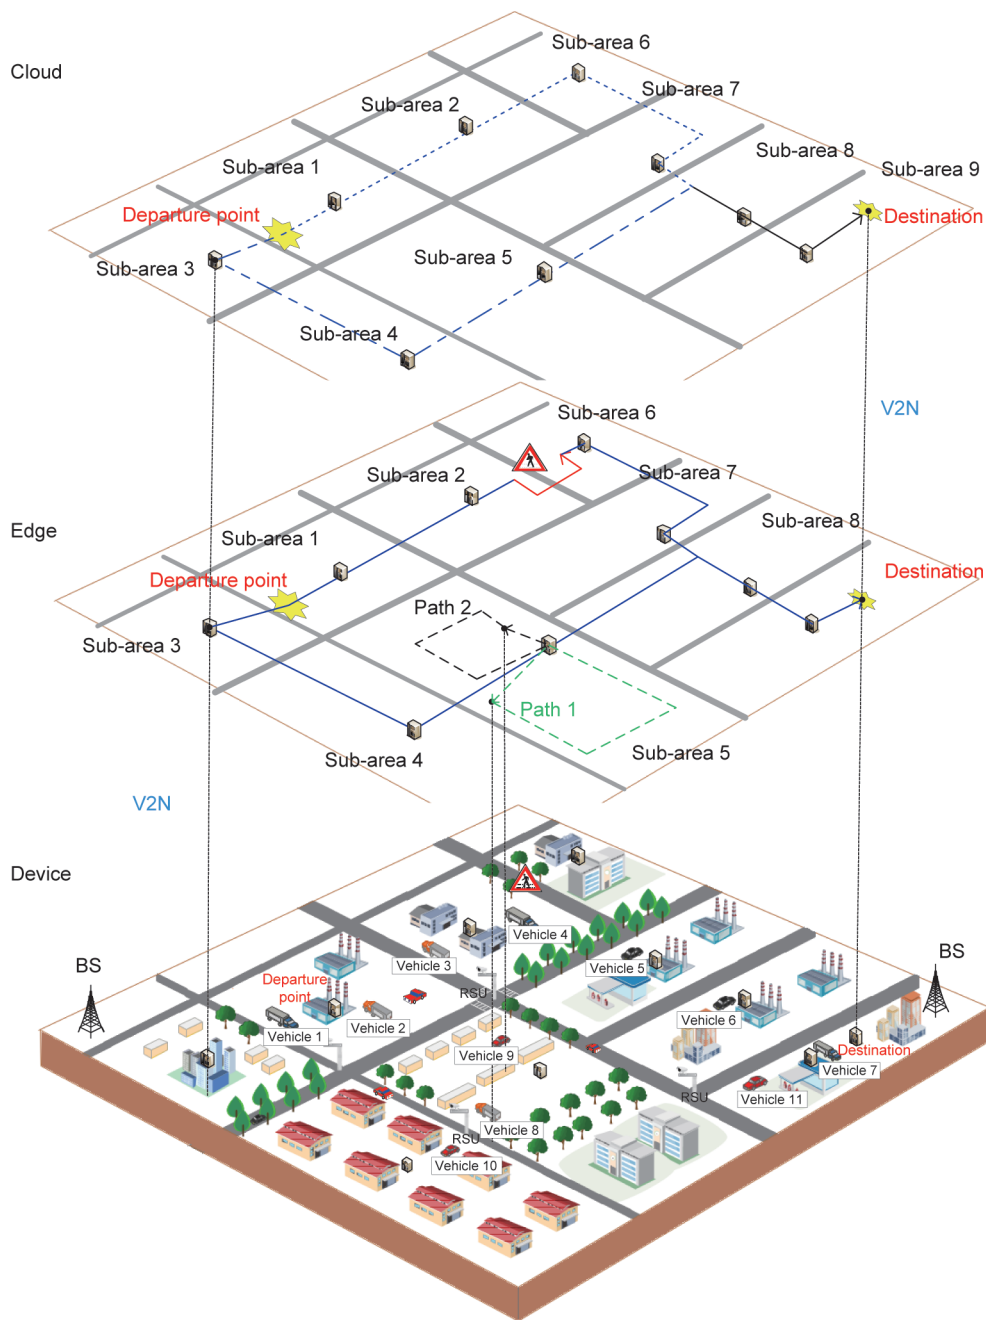 Sub-area 6
Cloud
Sub-area 7
Sub-area 2
Sub-area 8
Sub-area 1
Sub-area 9
Departure point
Destination
Sub-area 5
Sub-area 3
Sub-area 4
V2N
Sub-area 6
Sub-area 7
Sub-area 2
Edge
Sub-area 8
Sub-area 1
Departure point
Destination
Path 2
Sub-area 3
Path 1
Sub-area 5
Sub-area 4
V2N
Device
Vehicle 4
BS
BS
Vehicle 3
Vehicle 5
Departure
point
RSU
Vehicle 1
Vehicle 2
Vehicle 6
Vehicle 9
Destination
Vehicle 7
Vehicle 11
RSU
Vehicle 8
RSU
Vehicle 10